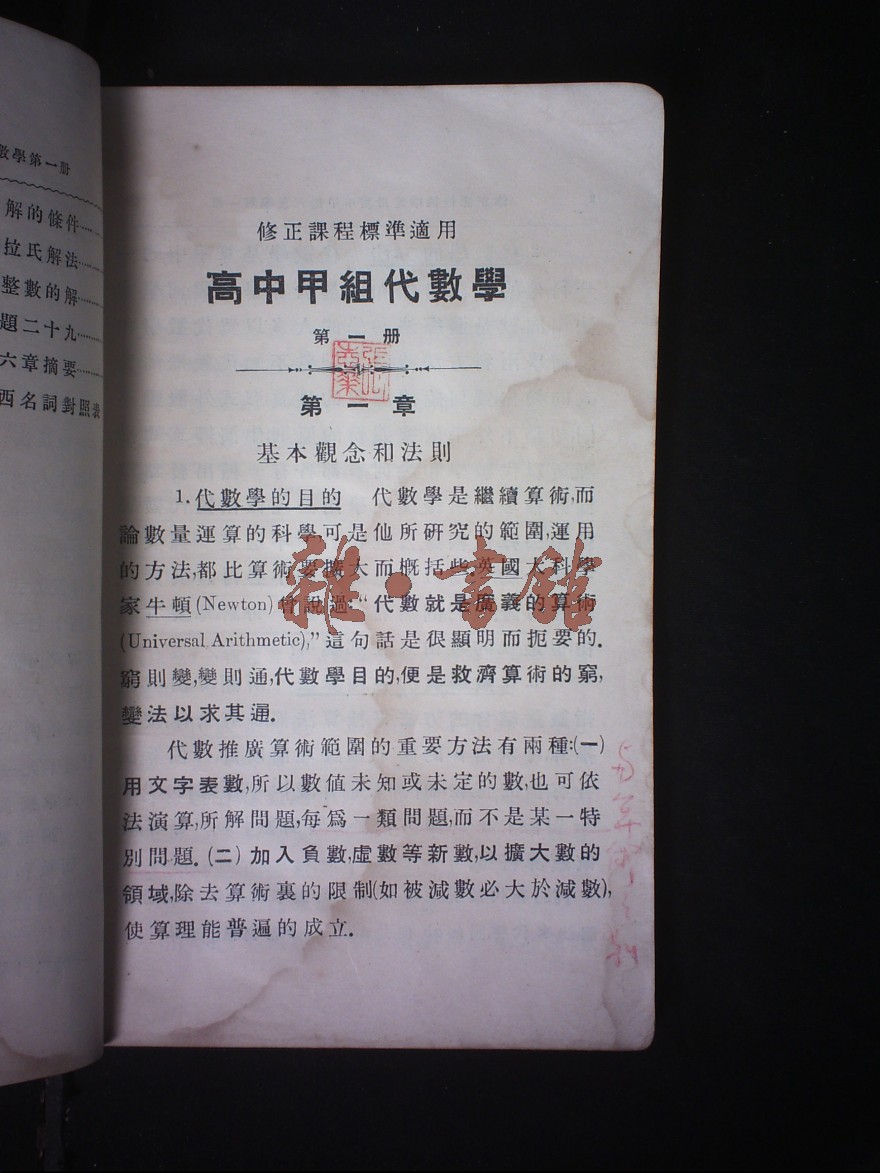 數學第一册
解的條件......
拉氏解法......
整數的解......
題二十九......
六章摘要......
西名詞對照表
修正課程標準適用
高中甲組代數學
第一册
第一章
基本觀念和法則
1. 代數學的目的　代數學是繼續算術,而
論數量運算的科學,可是他所研究的範圍,運用
的方法,都比算術要擴大而概括些.英國大科學
家牛頓(Newton)曾說過:“代數就是廣義的算術
(Universal Arithmetic),”這句話是很顯明而扼要的.
窮則變,變則通,代數學目的,便是救濟算術的窮,
變法以求其通.
代數推廣算術範圍的重要方法有兩種:(一)
用文字表數,所以數值未知或未定的數,也可依
法演算,所解問題,每爲一類問題,而不是某一特
別問題.(二)加入負數,虛數等新數,以擴大數的
領域,除去算術裏的限制(如被減數必大於減數),
使算理能普遍的成立.
雜·書館